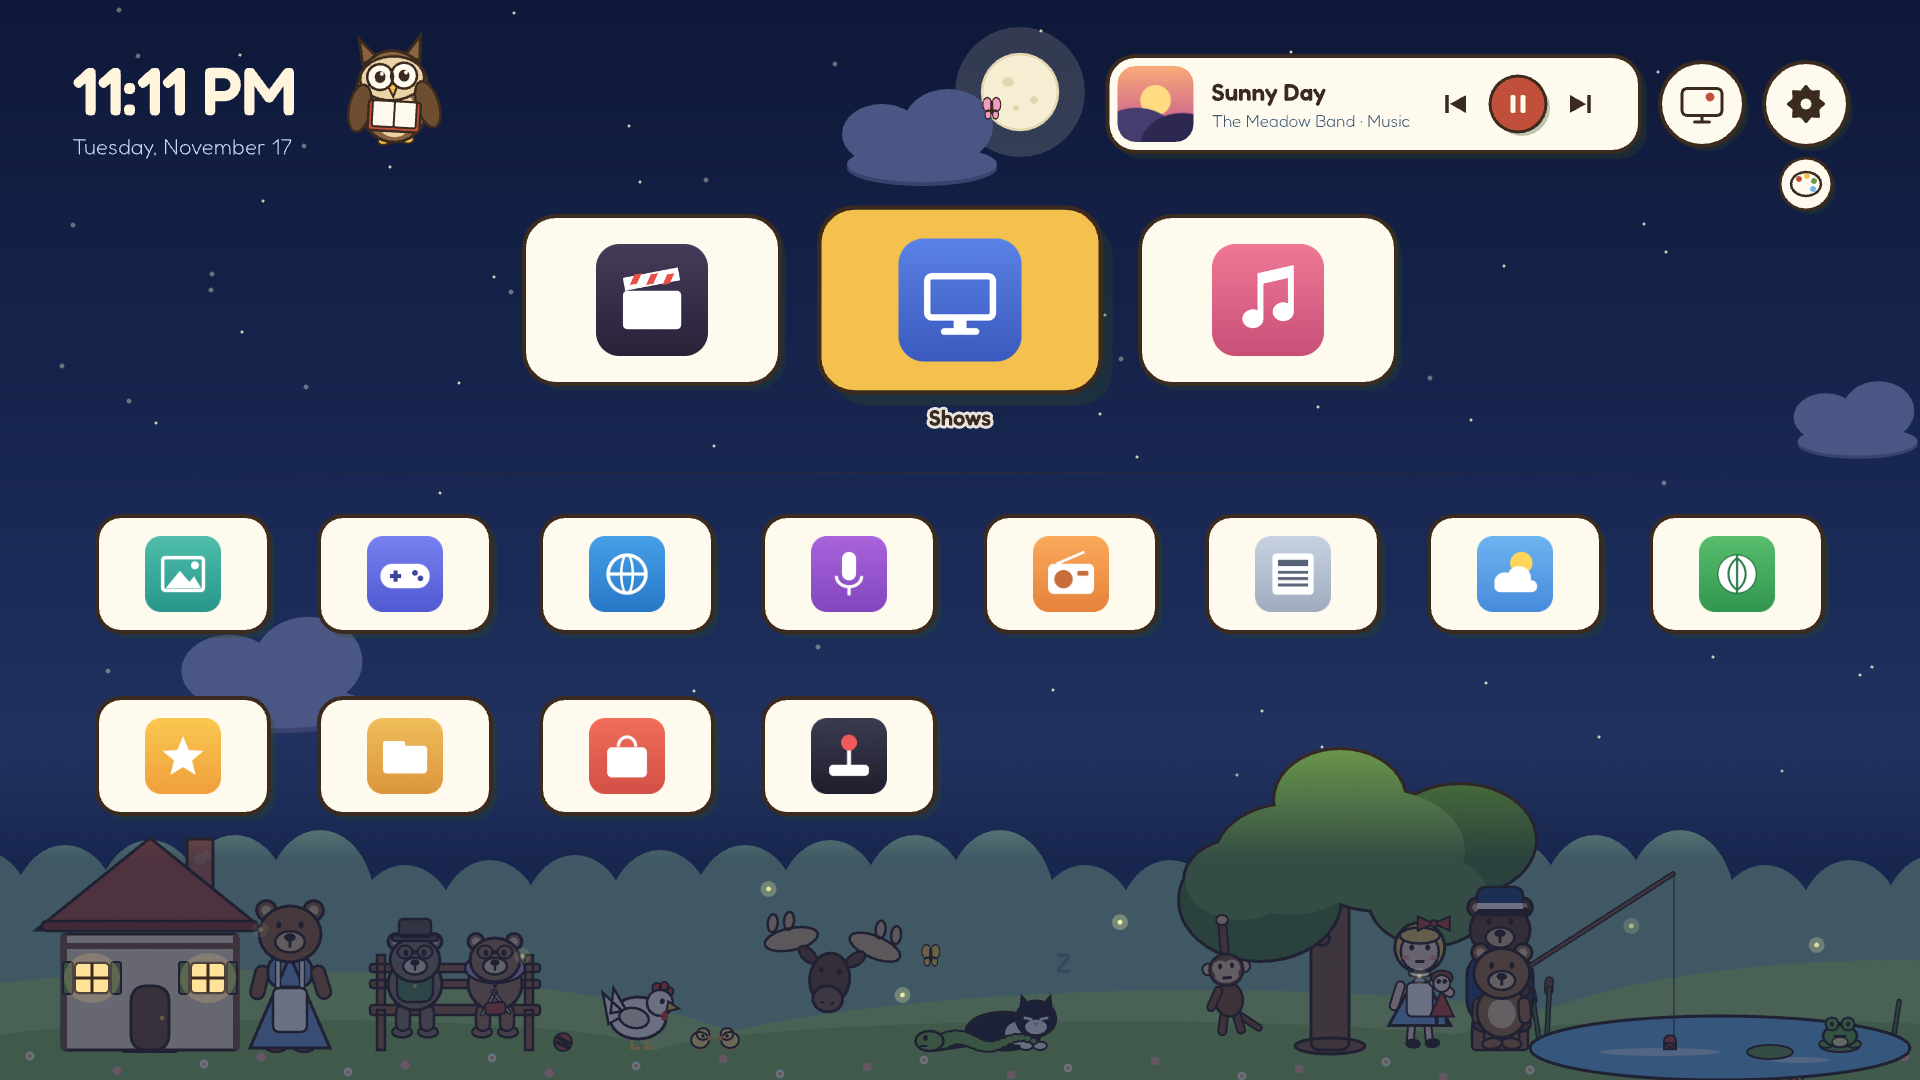 11:11 PM
Tuesday, November 17
Sunny Day
The Meadow Band · Music
Shows
Z